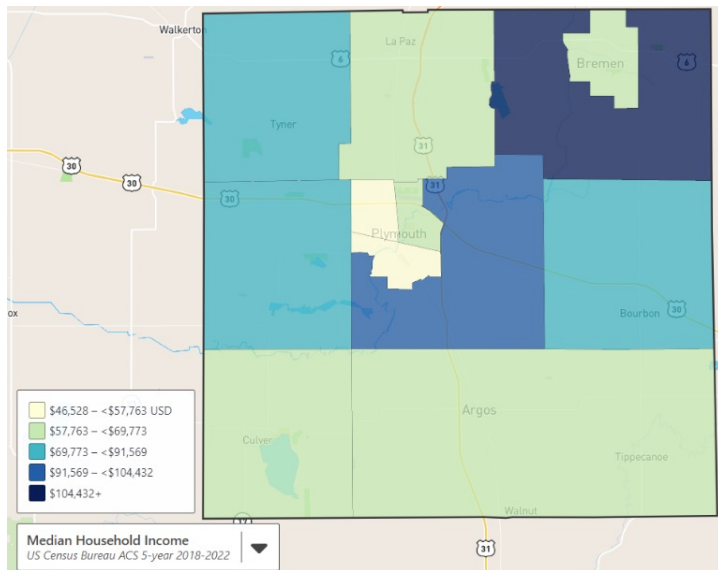 Walkerton
La Paz
6
Bremen
6
Tyner
31
30
30
30
31
Plymouth
ox
Bourbon
30
Argos
Culver
Tippecanoe
Walnut
17
31
$46,528 – <$57,763 USD
$57,763 – <$69,773
$69,773 – <$91,569
$91,569 – <$104,432
$104,432+
Median Household Income
US Census Bureau ACS 5-year 2018-2022